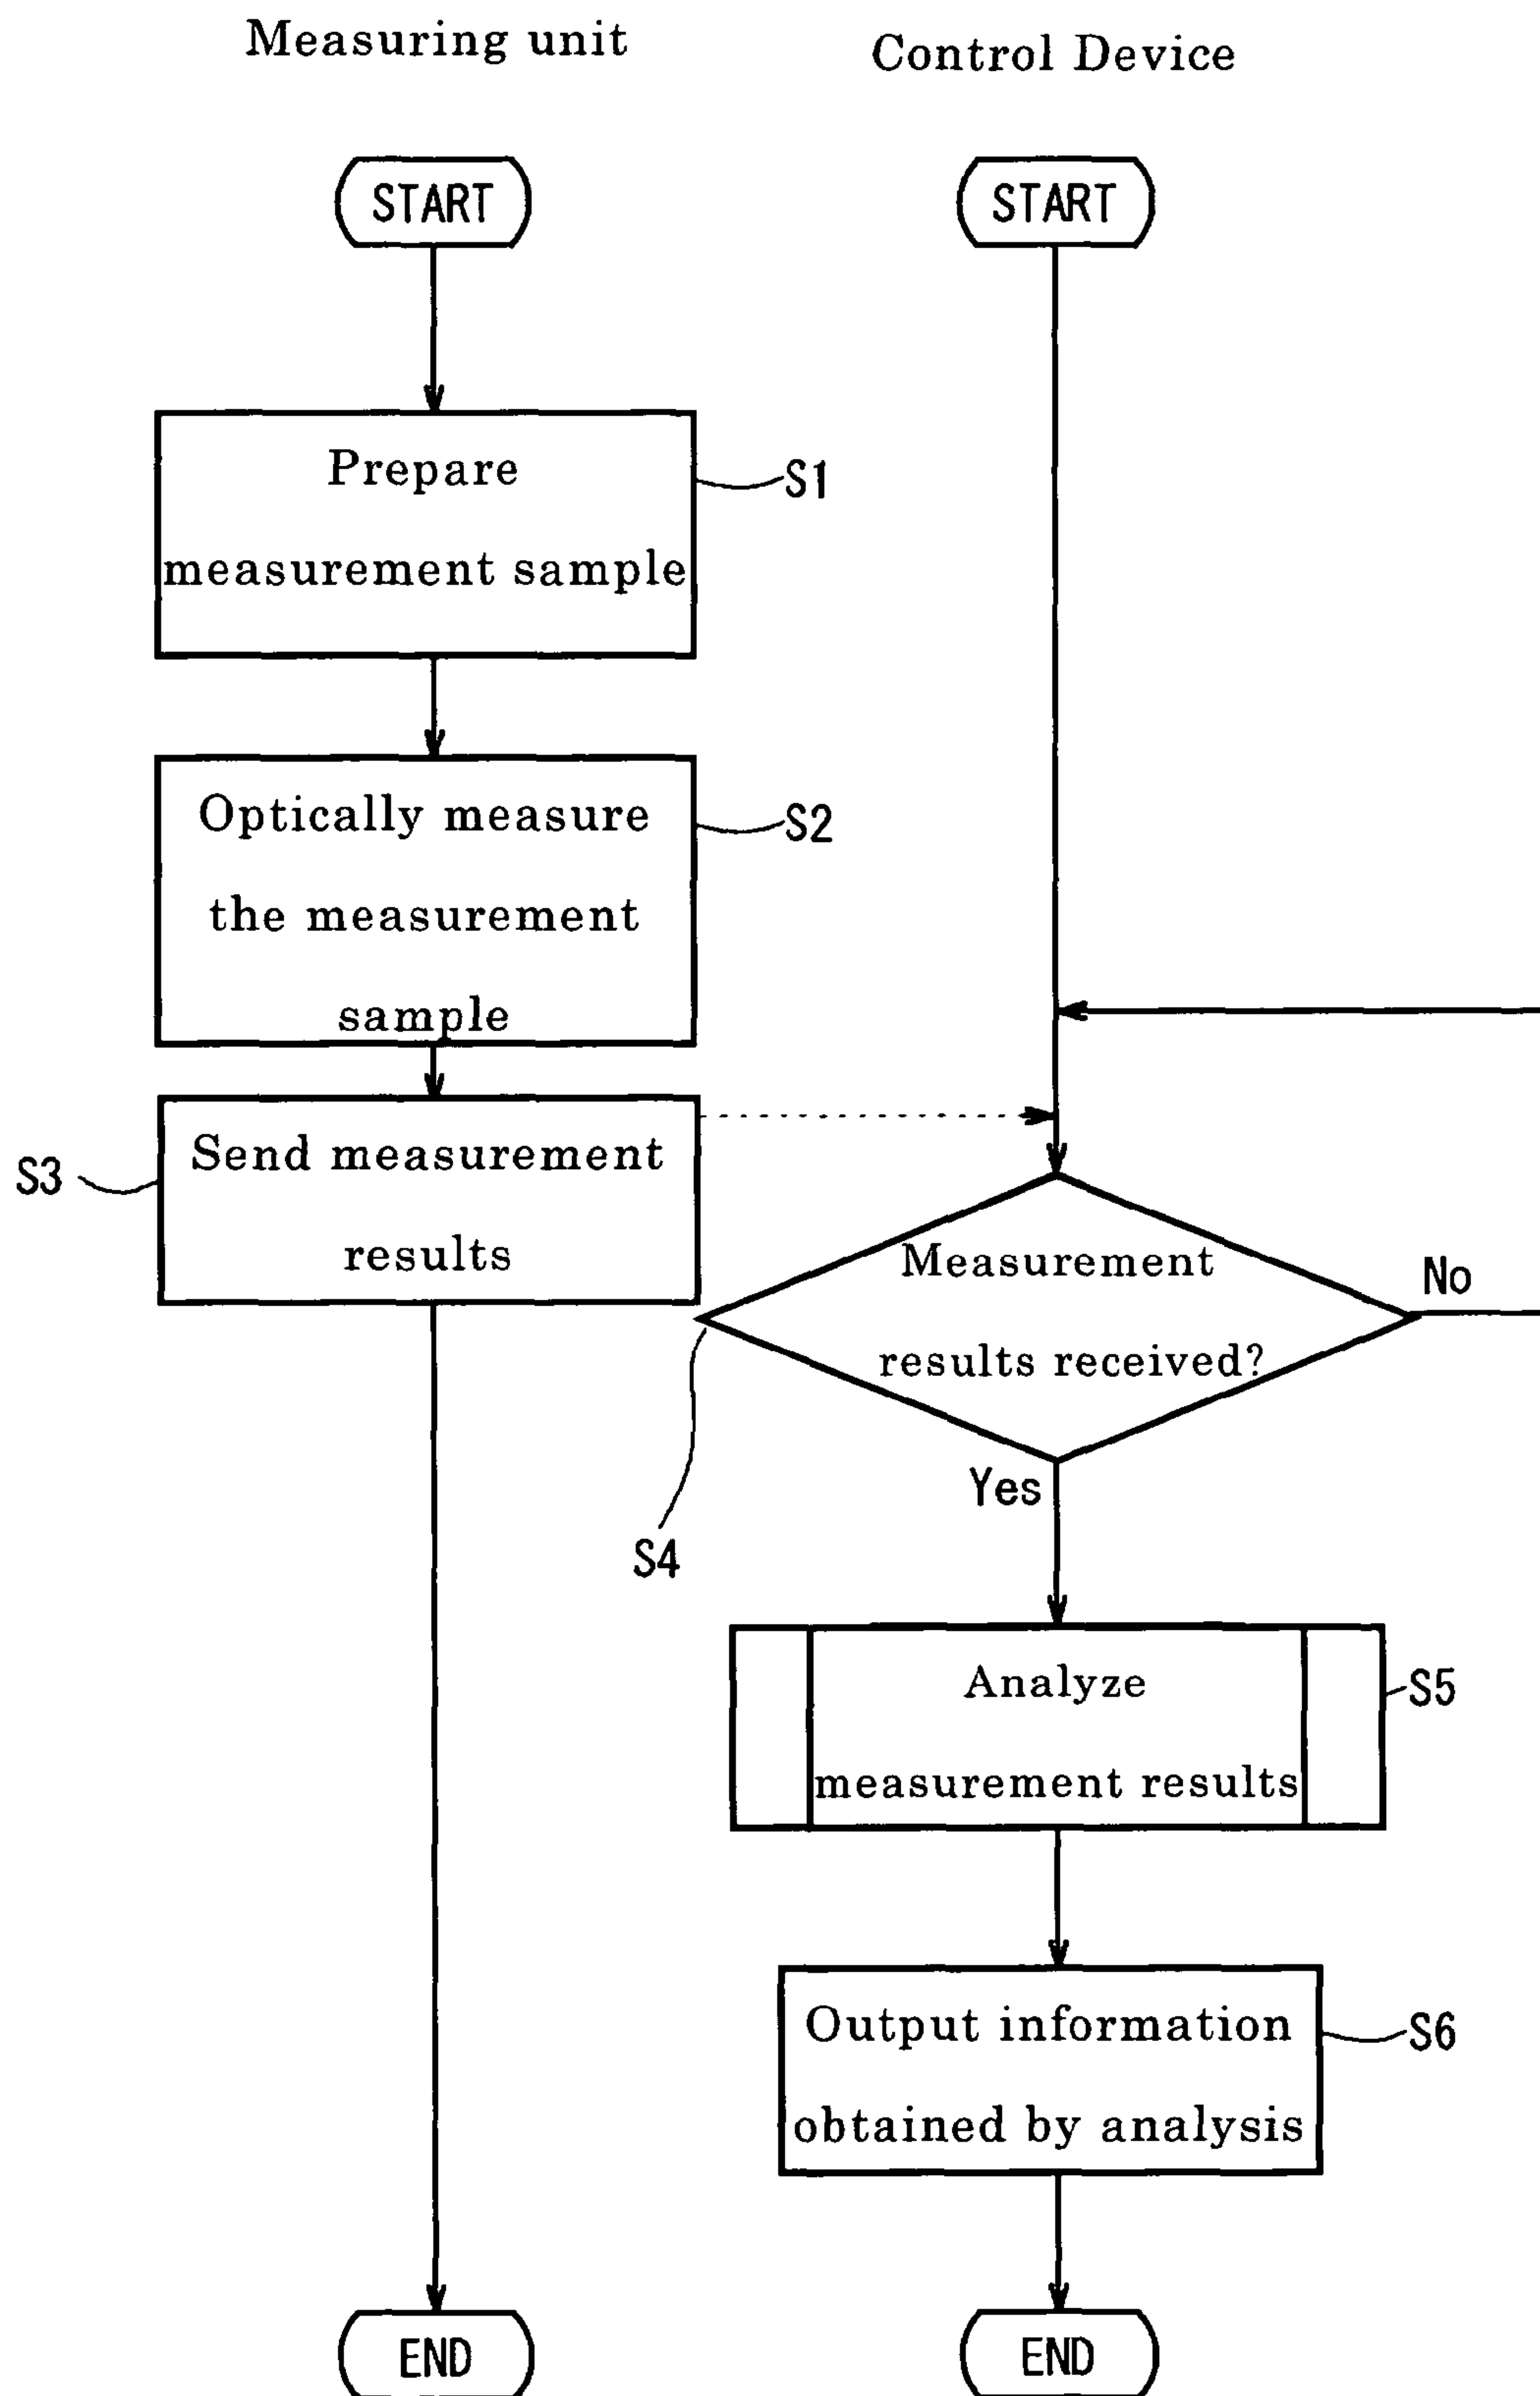 Measuring unit
Control Device
START
START
Prepare
measurement sample
S1
Optically measure
the measurement
sample
S2
Send measurement
results
S3
Measurement
results received?
No
Yes
S4
Analyze
measurement results
S5
Output information
obtained by analysis
S6
END
END